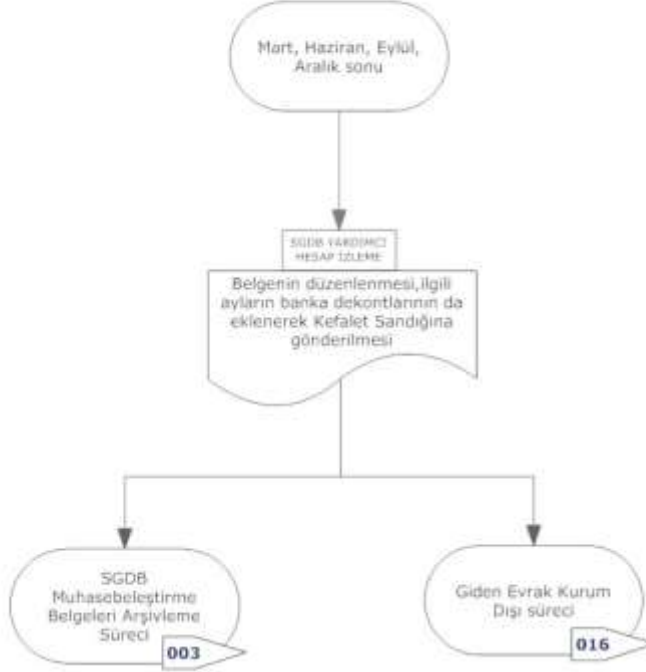 Mart, Haziran, Eylül,
Aralık sonu
SGDB YARDIMCI
HESAP İZLEME
Belgenin düzenlenmesi,ilgili
ayların banka dekontlarının da
eklenerek Kefalet Sandığına
gönderilmesi
SGDB
Muhasebeleştirme
Belgeleri Arşivleme
Süreci
003
Giden Evrak Kurum
Dışı süreci
016